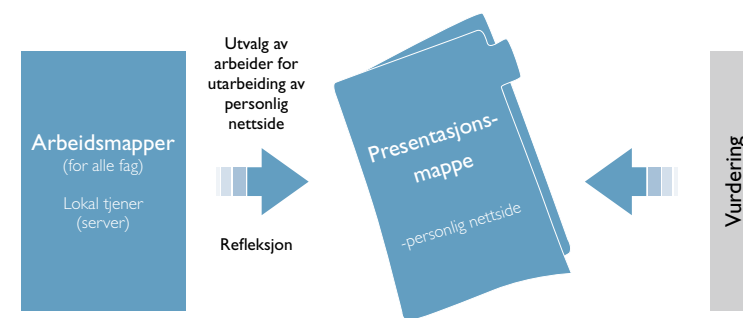 Arbeidsmapper
(for alle fag)
Lokal tjener
(server)
Utvalg av
arbeider for
utarbeiding av
personlig
nettside
Refleksjon
Presentasjons-
mappe
-personlig nettside
Vurdering